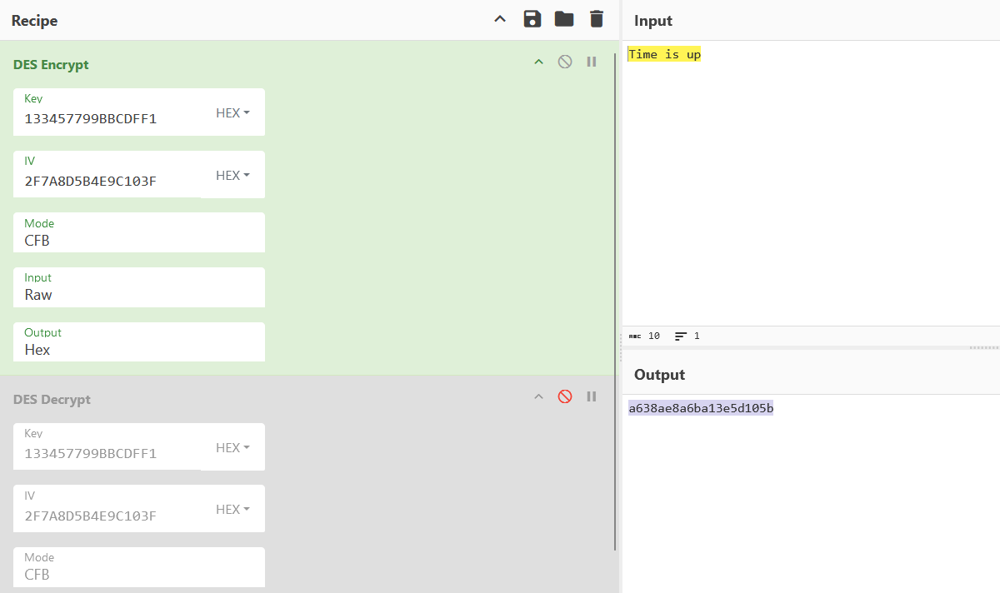 Recipe
DES Encrypt
Key
133457799BBCDFF1
HEX
IV
2F7A8D5B4E9C103F
HEX
Mode
CFB
Input
Raw
Output
Hex
DES Decrypt
Key
133457799BBCDFF1
HEX
IV
2F7A8D5B4E9C103F
HEX
Mode
CFB
Input
Time is up
ABC 10 1
Output
a638ae8a6ba13e5d105b